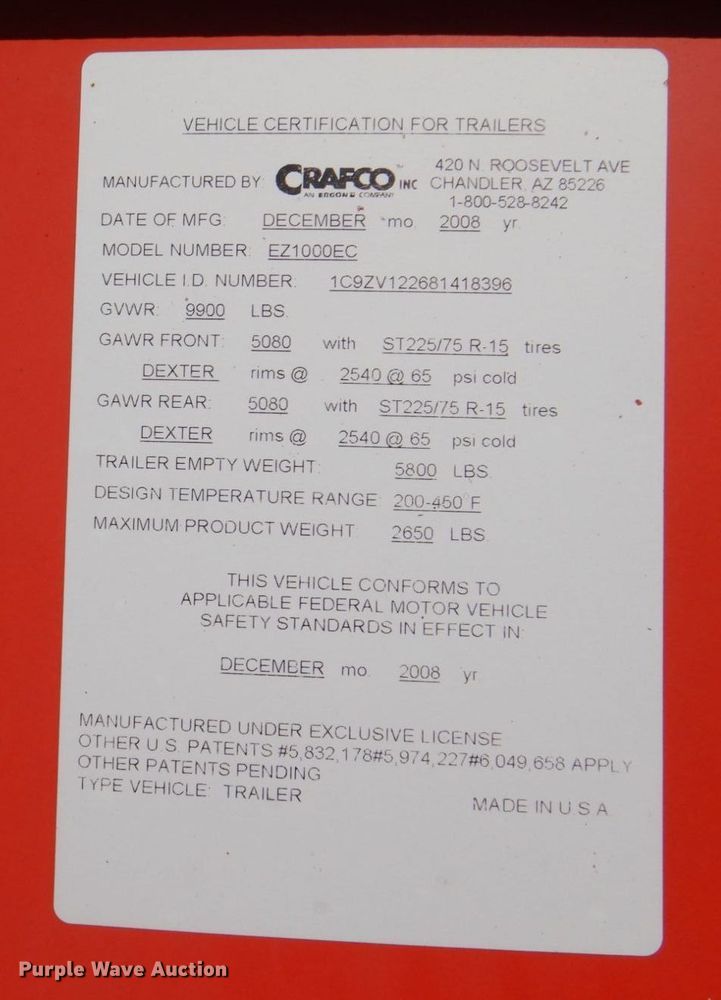 VEHICLE CERTIFICATION FOR TRAILERS
MANUFACTURED BY: CRAFCO INC
AN ERGON COMPANY
420 N. ROOSEVELT AVE
CHANDLER, AZ 85226
1-800-528-8242
DATE OF MFG: DECEMBER mo. 2008 yr.
MODEL NUMBER: EZ1000EC
VEHICLE I.D. NUMBER: 1C9ZV122681418396
GVWR: 9900 LBS.
GAWR FRONT: 5080 with ST225/75 R-15 tires
DEXTER rims @ 2540 @ 65 psi cold
GAWR REAR: 5080 with ST225/75 R-15 tires
DEXTER rims @ 2540 @ 65 psi cold
TRAILER EMPTY WEIGHT: 5800 LBS.
DESIGN TEMPERATURE RANGE: 200-450 F
MAXIMUM PRODUCT WEIGHT 2650 LBS.
THIS VEHICLE CONFORMS TO
APPLICABLE FEDERAL MOTOR VEHICLE
SAFETY STANDARDS IN EFFECT IN:
DECEMBER mo. 2008 yr.
MANUFACTURED UNDER EXCLUSIVE LICENSE
OTHER U.S. PATENTS #5,832,178#5,974,227#6,049,658 APPLY
OTHER PATENTS PENDING
TYPE VEHICLE: TRAILER
MADE IN U.S.A.
Purple Wave Auction